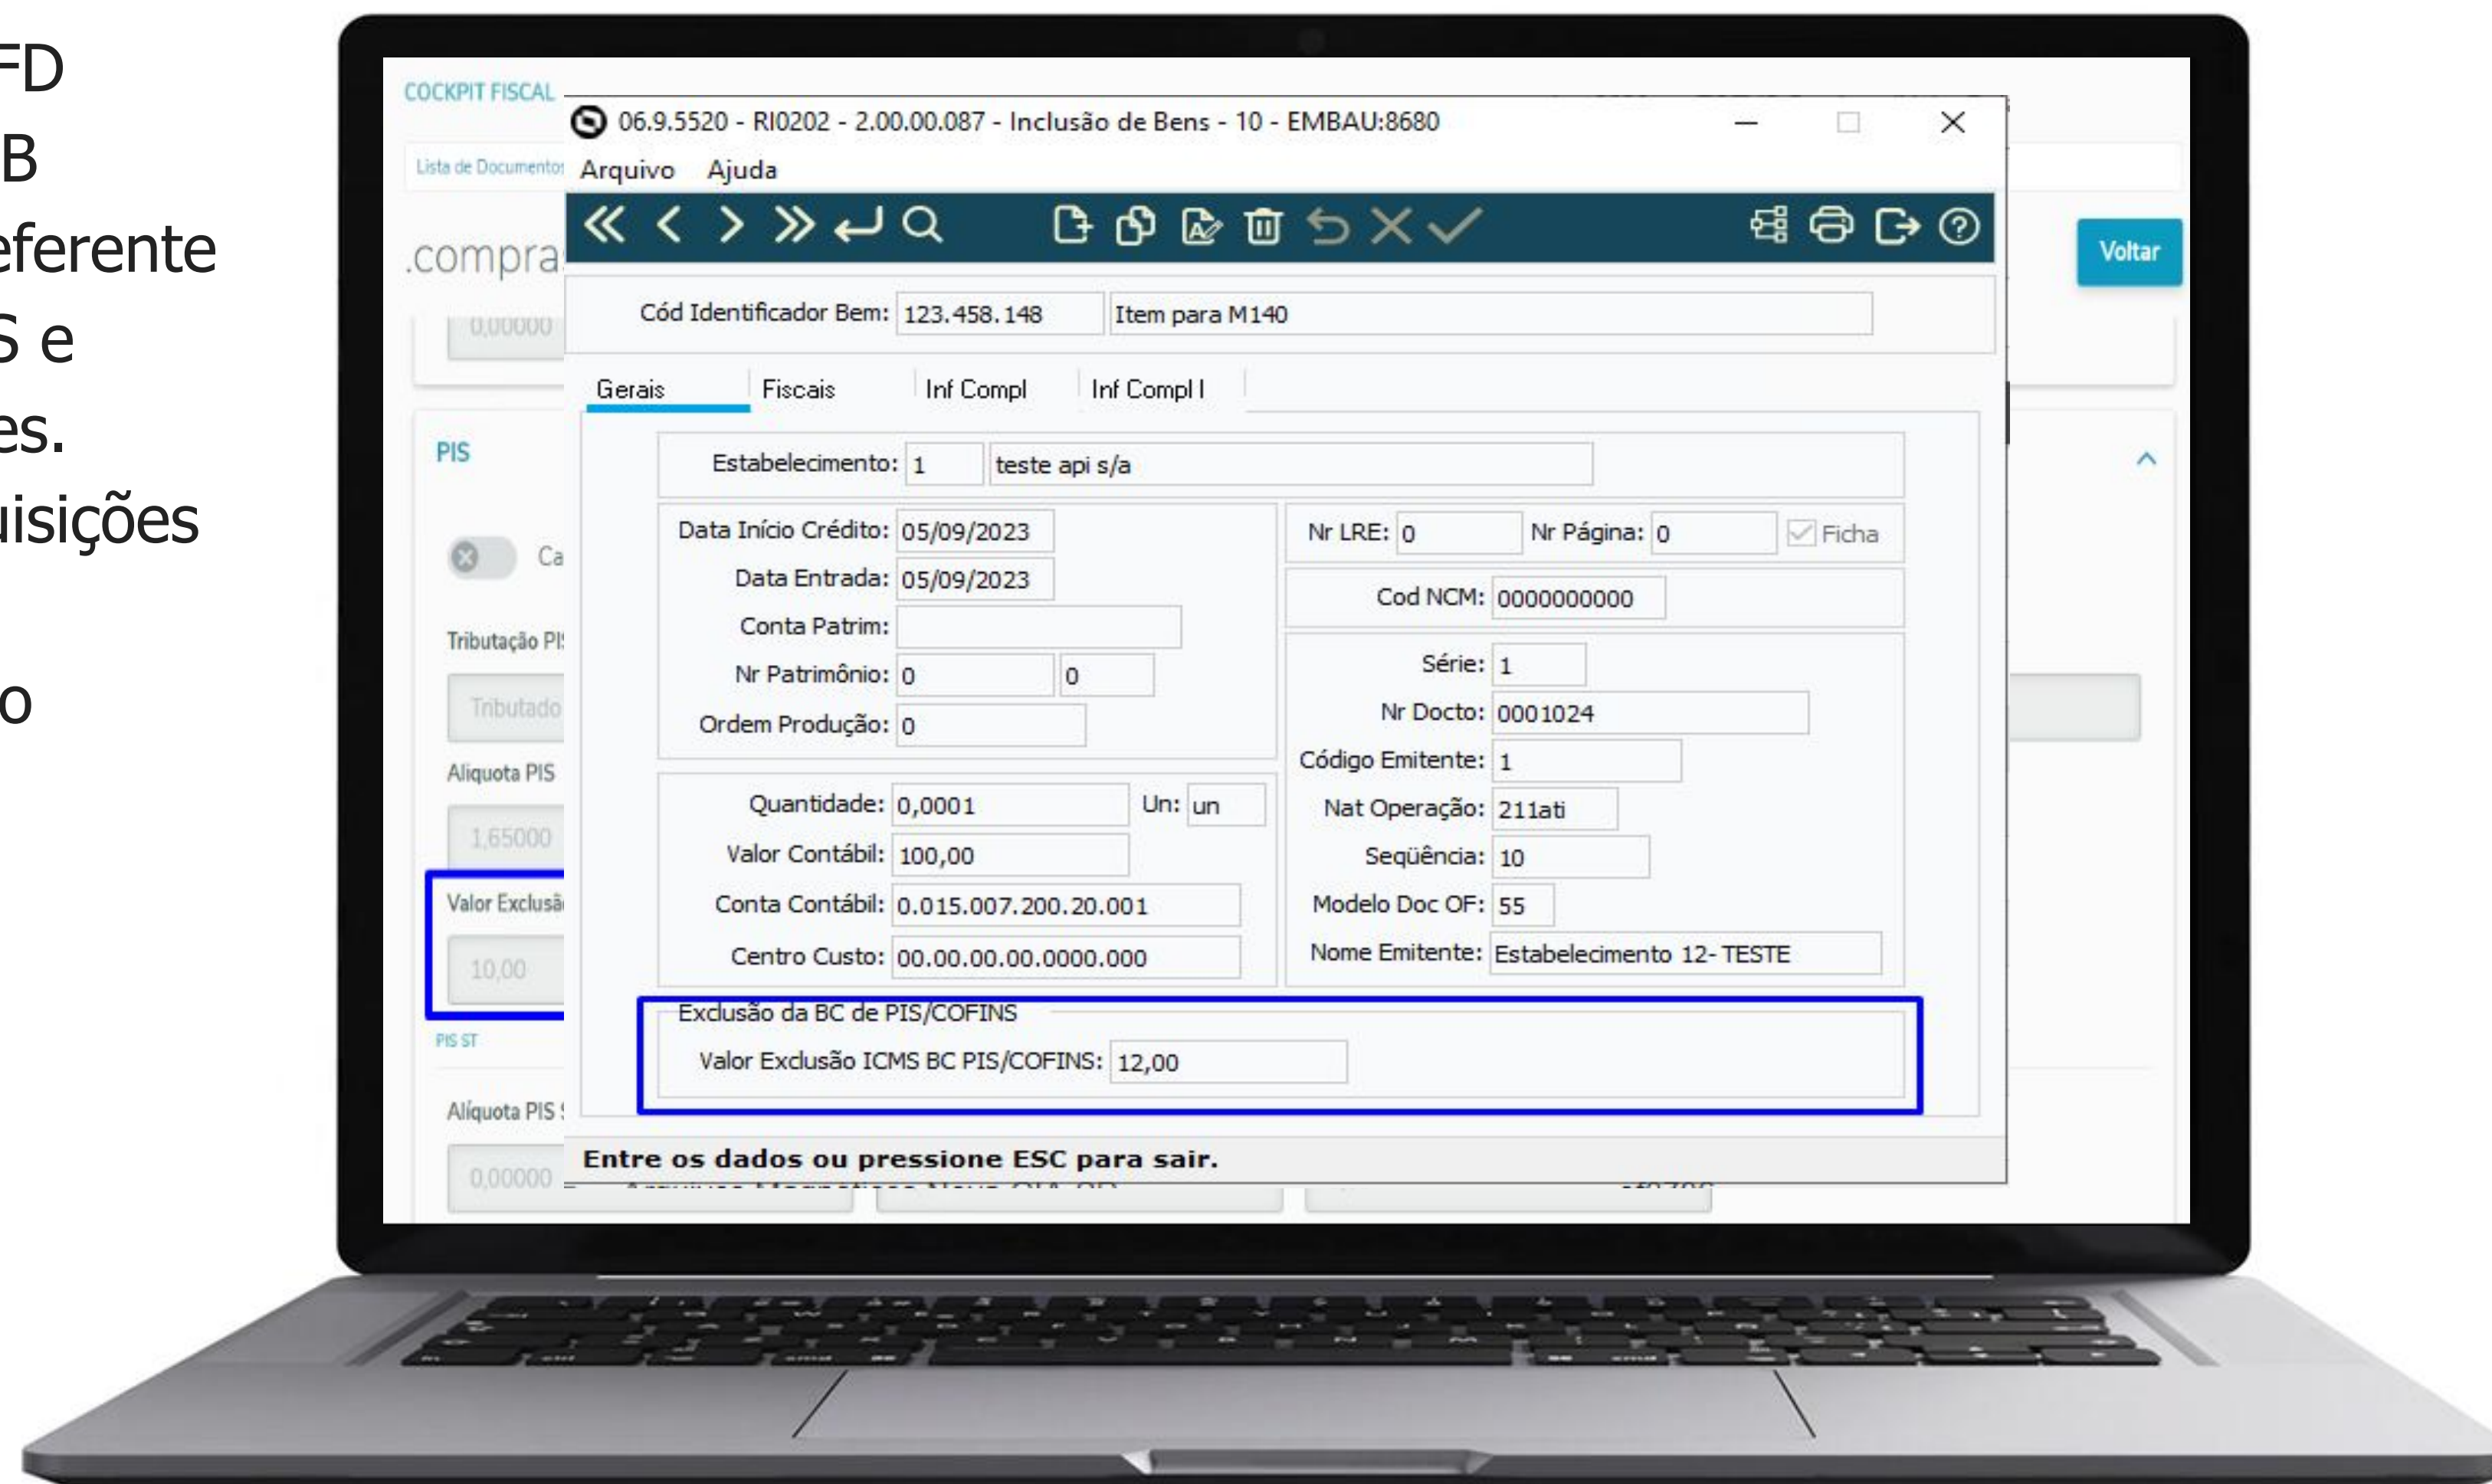 FD
B
eferente
S e
es.
uisições
o
COCKPIT FISCAL
06.9.5520 - RI0202 - 2.00.00.087 - Inclusão de Bens - 10 - EMBAU:8680
Lista de Documentos
Arquivo Ajuda
.compra
Voltar
Cód Identificador Bem: 123.458.148 Item para M140
0,00000
Gerais Fiscais Inf Compl Inf Compl I
PIS
Estabelecimento: 1 teste api s/a
Data Início Crédito: 05/09/2023 Nr LRE: 0 Nr Página: 0 Ficha
Ca
Data Entrada: 05/09/2023
Cod NCM: 0000000000
Conta Patrim:
Tributação PIS
Série: 1
Nr Patrimônio: 0 0
Tributado
Nr Docto: 0001024
Ordem Produção: 0
Código Emitente: 1
Aliquota PIS
Quantidade: 0,0001 Un: un
Nat Operação: 211ati
1,65000
Valor Contábil: 100,00
Seqüência: 10
Valor Exclusã
Conta Contábil: 0.015.007.200.20.001
Modelo Doc OF: 55
10,00
Centro Custo: 00.00.00.00.0000.000
Nome Emitente: Estabelecimento 12- TESTE
Exclusão da BC de PIS/COFINS
PIS ST
Valor Exclusão ICMS BC PIS/COFINS: 12,00
Alíquota PIS S
Entre os dados ou pressione ESC para sair.
0,00000